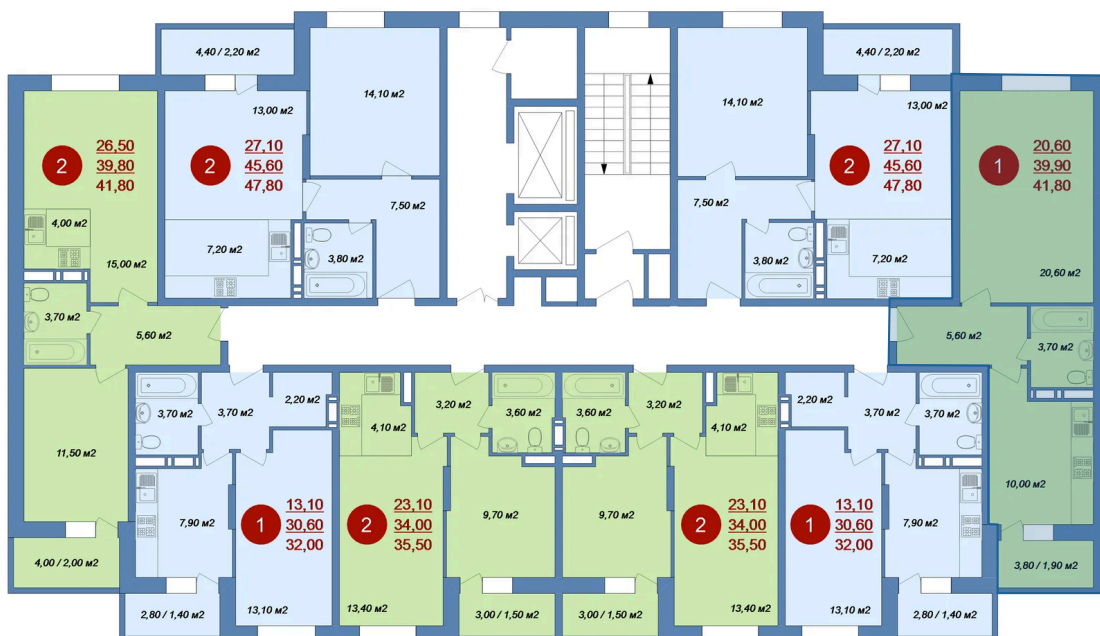 4,40 / 2,20 м2
14,10 м2
13,00 м2
2
27,10
45,60
47,80
7,50 м2
7,20 м2
3,80 м2
2
26,50
39,80
41,80
4,00 м2
15,00 м2
3,70 м2
5,60 м2
11,50 м2
4,00 / 2,00 м2
14,10 м2
4,40 / 2,20 м2
13,00 м2
2
27,10
45,60
47,80
7,50 м2
3,80 м2
7,20 м2
1
20,60
39,90
41,80
20,60 м2
5,60 м2
3,70 м2
10,00 м2
3,80 / 1,90 м2
3,70 м2
3,70 м2
2,20 м2
7,90 м2
1
13,10
30,60
32,00
13,10 м2
2,80 / 1,40 м2
3,20 м2
3,60 м2
4,10 м2
2
23,10
34,00
35,50
9,70 м2
13,40 м2
3,00 / 1,50 м2
3,60 м2
3,20 м2
4,10 м2
9,70 м2
2
23,10
34,00
35,50
3,00 / 1,50 м2
13,40 м2
2,20 м2
3,70 м2
3,70 м2
1
13,10
30,60
32,00
7,90 м2
13,10 м2
2,80 / 1,40 м2